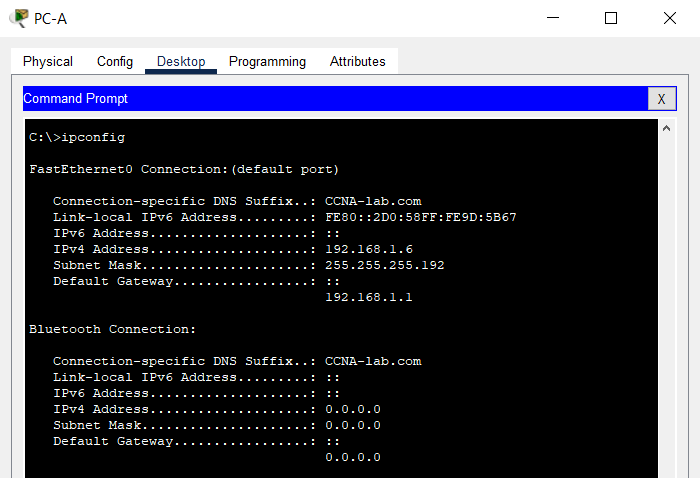 PC-A
Physical Config Desktop Programming Attributes
Command Prompt X
C:\>ipconfig
FastEthernet0 Connection:(default port)
Connection-specific DNS Suffix..: CCNA-lab.com
Link-local IPv6 Address.........: FE80::2D0:58FF:FE9D:5B67
IPv6 Address....................: ::
IPv4 Address....................: 192.168.1.6
Subnet Mask.....................: 255.255.255.192
Default Gateway.................: ::
192.168.1.1
Bluetooth Connection:
Connection-specific DNS Suffix..: CCNA-lab.com
Link-local IPv6 Address.........: ::
IPv6 Address....................: ::
IPv4 Address....................: 0.0.0.0
Subnet Mask.....................: 0.0.0.0
Default Gateway.................: ::
0.0.0.0